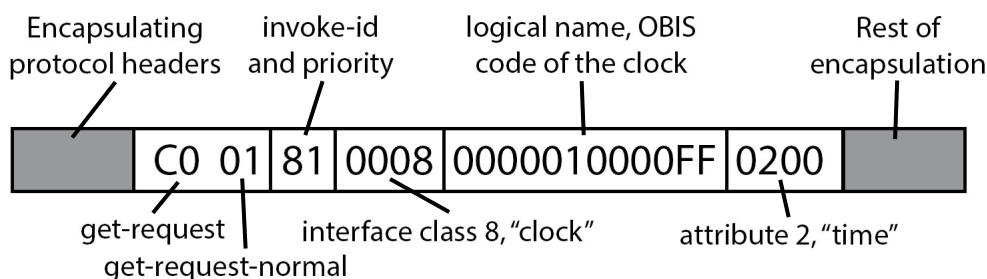 Encapsulating
protocol headers
invoke-id
and priority
logical name, OBIS
code of the clock
Rest of
encapsulation
C0 01 81 0008 0000010000FF 0200
get-request
get-request-normal
interface class 8, “clock”
attribute 2, “time”